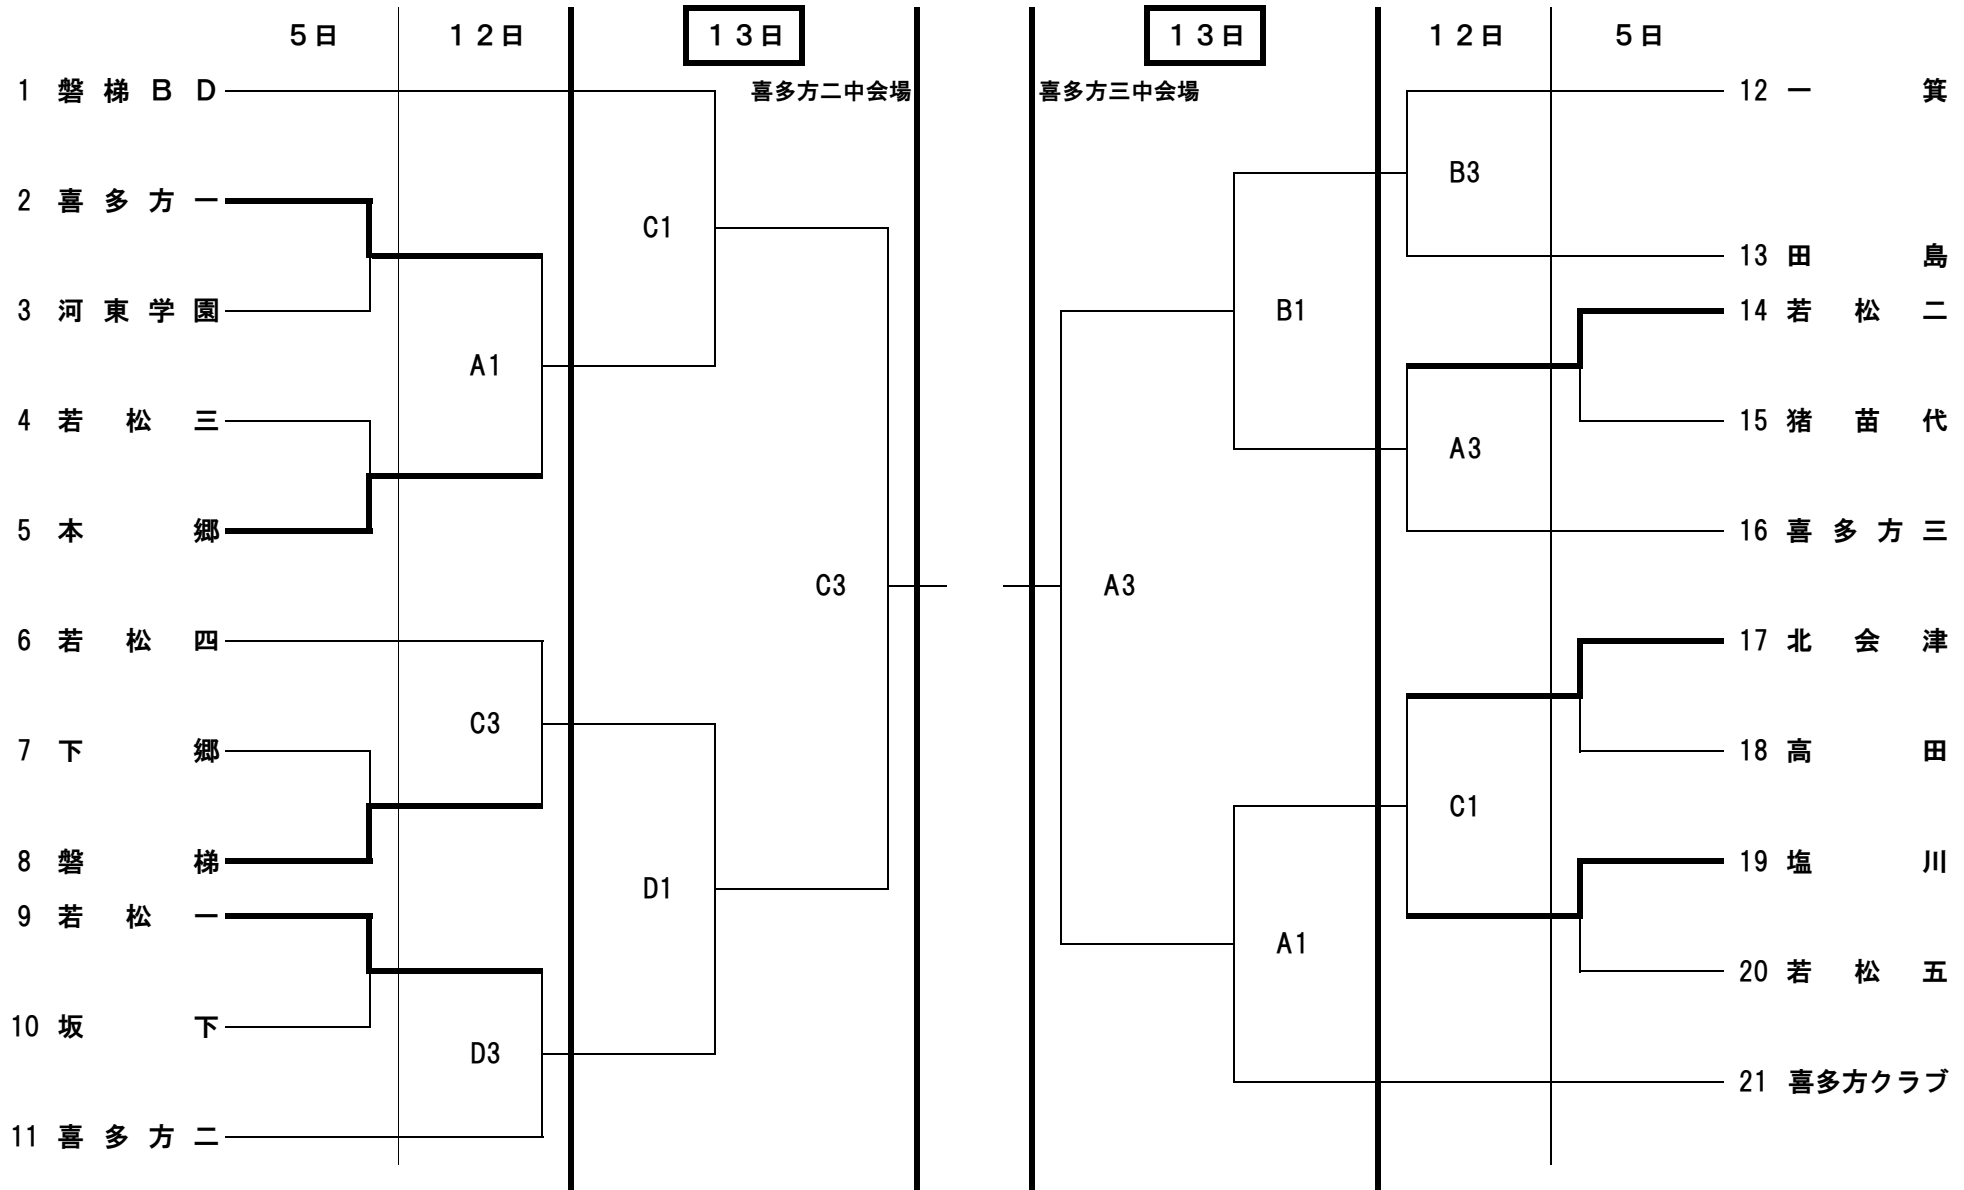 5日 12日 13日 13日 12日 5日
1 磐梯BD 喜多方二中会場 喜多方三中会場 12 一箕
B3
2 喜多方一
C1
13 田島
3 河東学園 B1 14 若松二
A1
4 若松三 15 猪苗代
A3
5 本郷 16 喜多方三
C3 A3
6 若松四 17 北会津
C3
7 下郷 18 高田
C1
8 磐梯 19 塩川
D1
9 若松一
A1
20 若松五
10 坂下
D3
21 喜多方クラブ
11 喜多方二